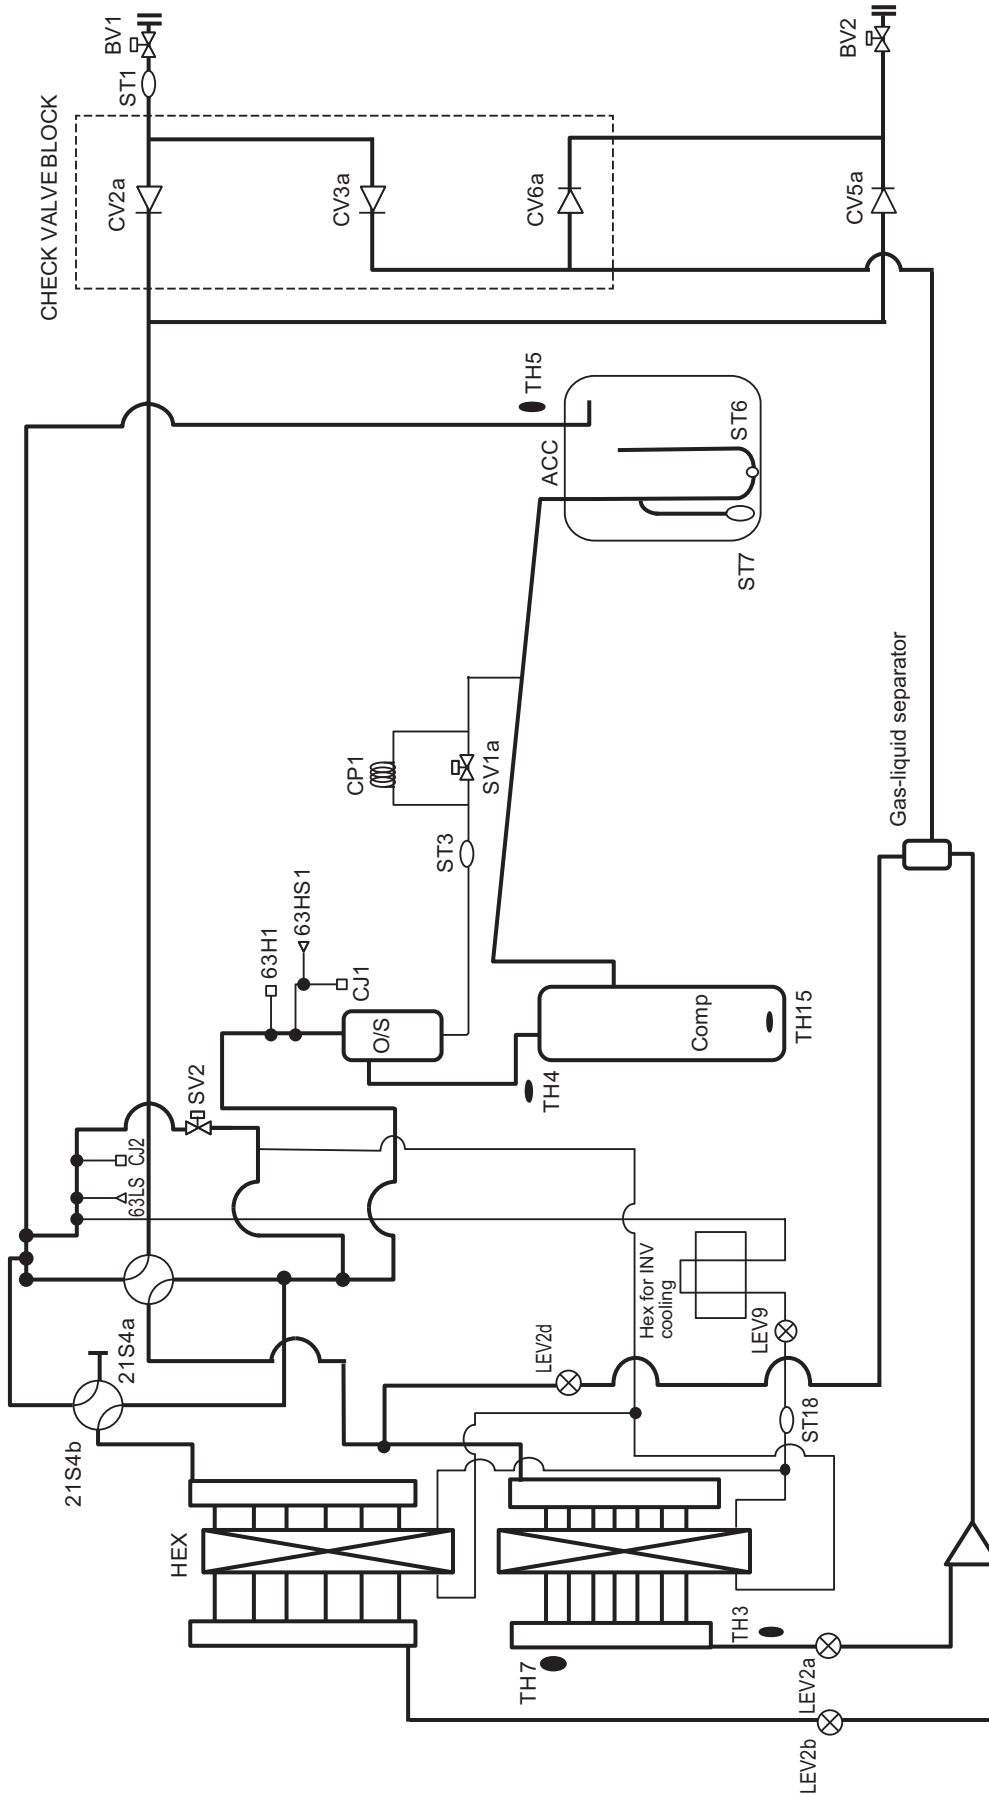 BV1
ST1
CHECK VALVE BLOCK
CV2a
CV3a
CV6a
CV5a
BV2
TH5
ACC
ST6
ST7
CP1
SV1a
ST3
Gas-liquid separator
63H1
63HS1
CJ1
O/S
Comp
TH15
TH4
SV2
CJ2
63LS
21S4a
21S4b
Hex for INV
cooling
LEV9
LEV2d
ST18
HEX
TH7
TH3
LEV2a
LEV2b